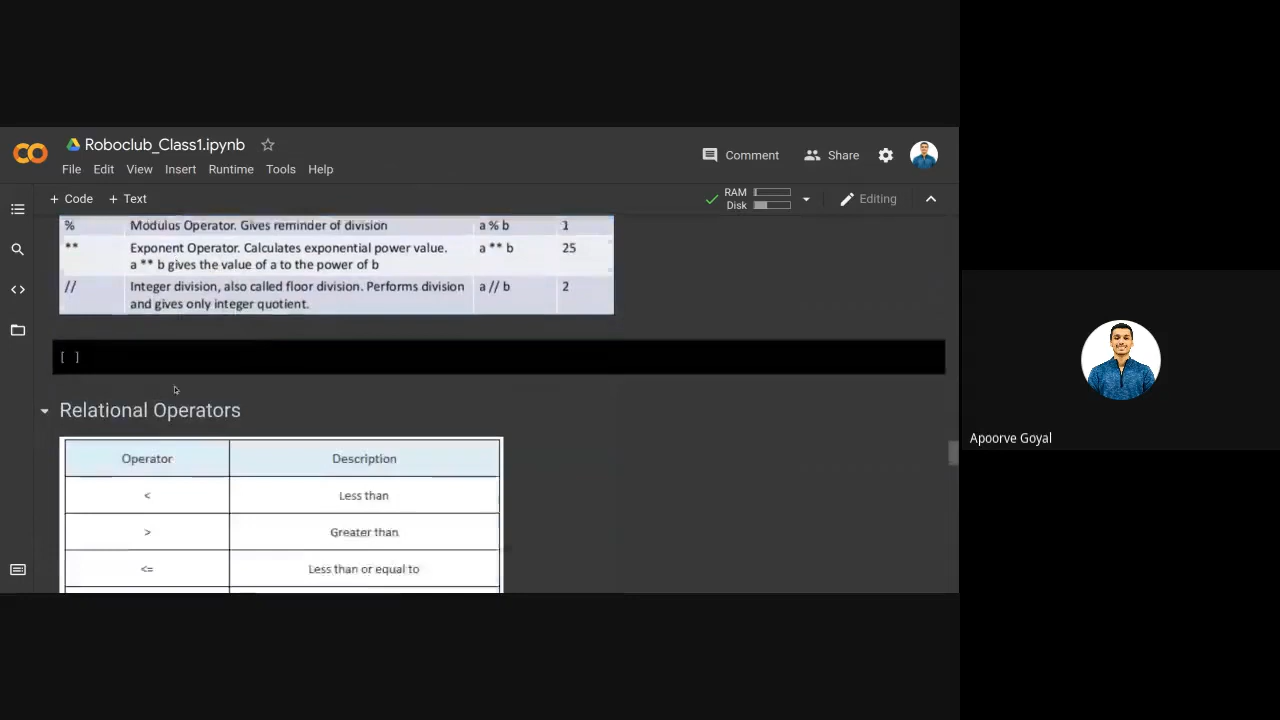 Roboclub_Class1.ipynb
File Edit View Insert Runtime Tools Help
Comment Share
+ Code + Text
RAM
Disk
Editing
% Modulus Operator. Gives reminder of division a % b 1
** Exponent Operator. Calculates exponential power value. a ** b 25
a ** b gives the value of a to the power of b
// Integer division, also called floor division. Performs division a // b 2
and gives only integer quotient.
[ ]
Relational Operators
Operator Description
< Less than
> Greater than
<= Less than or equal to
Apoorve Goyal